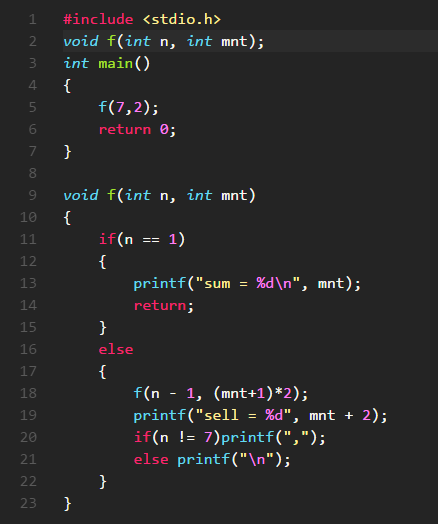 1 #include <stdio.h>
2 void f(int n, int mnt);
3 int main()
4 {
5     f(7,2);
6     return 0;
7 }
8
9 void f(int n, int mnt)
10 {
11     if(n == 1)
12     {
13         printf("sum = %d\n", mnt);
14         return;
15     }
16     else
17     {
18         f(n - 1, (mnt+1)*2);
19         printf("sell = %d", mnt + 2);
20         if(n != 7)printf(",");
21         else printf("\n");
22     }
23 }